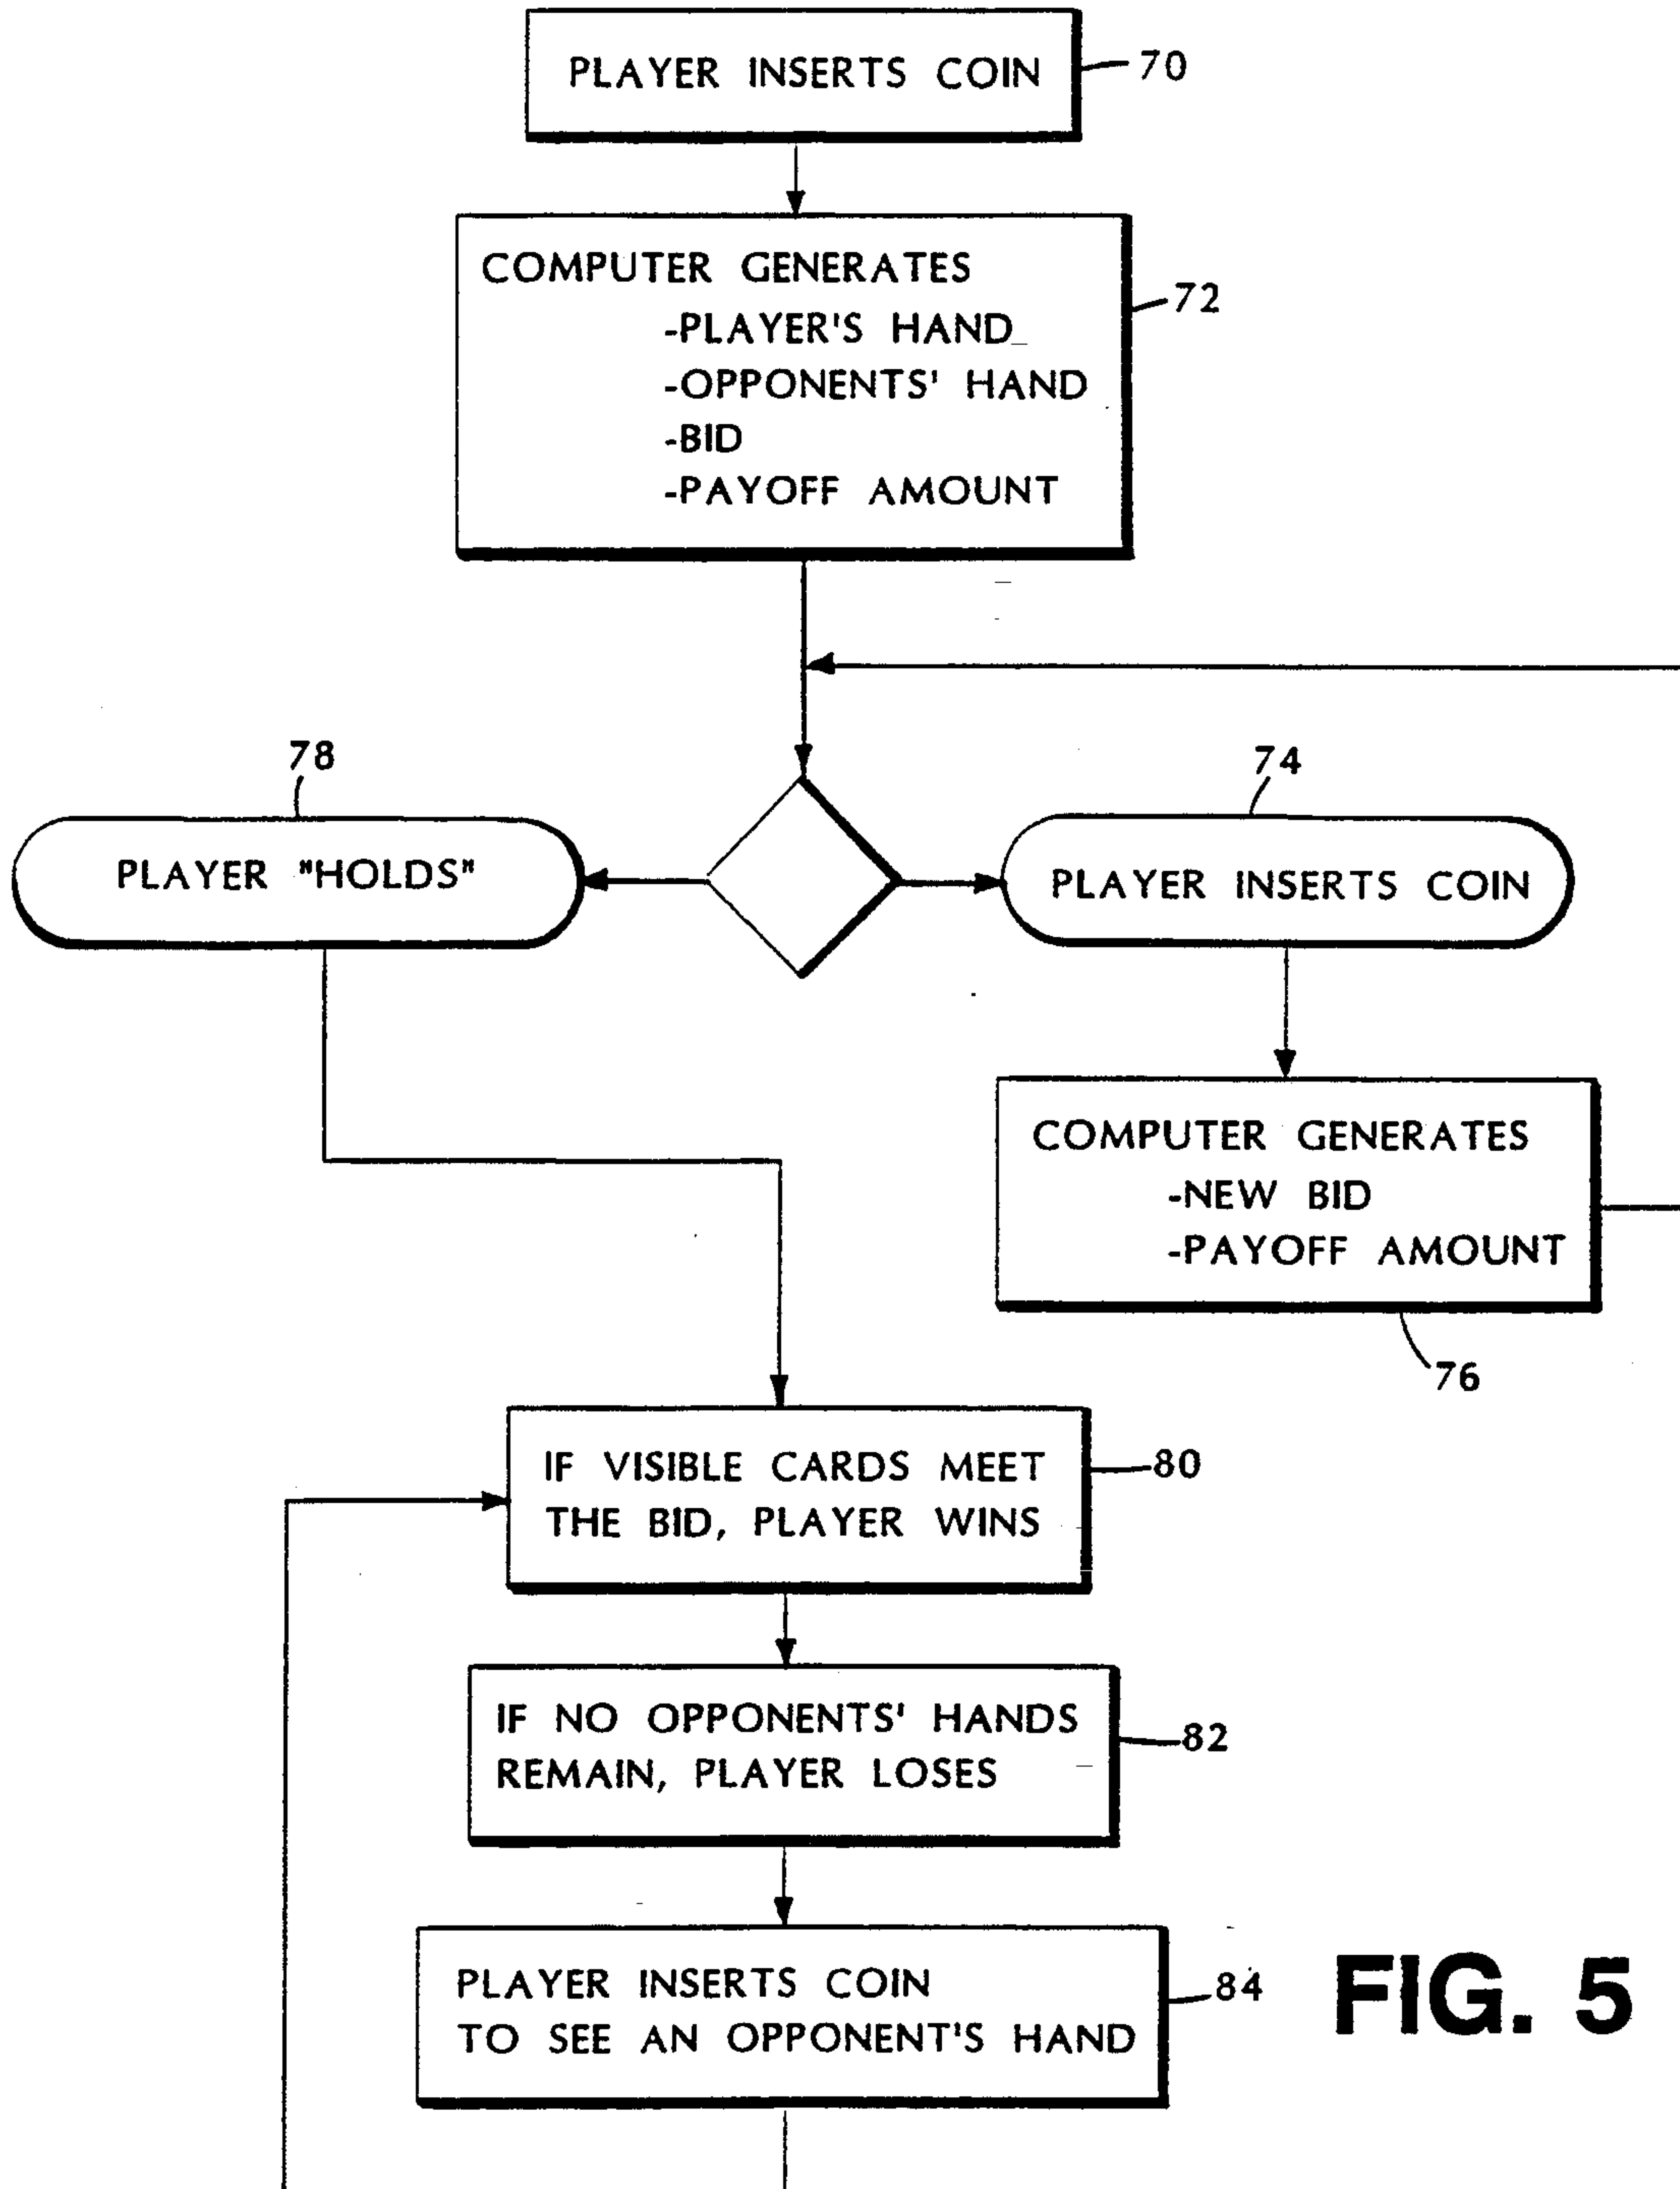 PLAYER INSERTS COIN
70
COMPUTER GENERATES
72
-PLAYER'S HAND
-OPPONENTS' HAND
-BID
-PAYOFF AMOUNT
78
74
PLAYER "HOLDS"
PLAYER INSERTS COIN
COMPUTER GENERATES
-NEW BID
-PAYOFF AMOUNT
76
IF VISIBLE CARDS MEET
THE BID, PLAYER WINS
80
IF NO OPPONENTS' HANDS
REMAIN, PLAYER LOSES
82
PLAYER INSERTS COIN
TO SEE AN OPPONENT'S HAND
84
FIG. 5